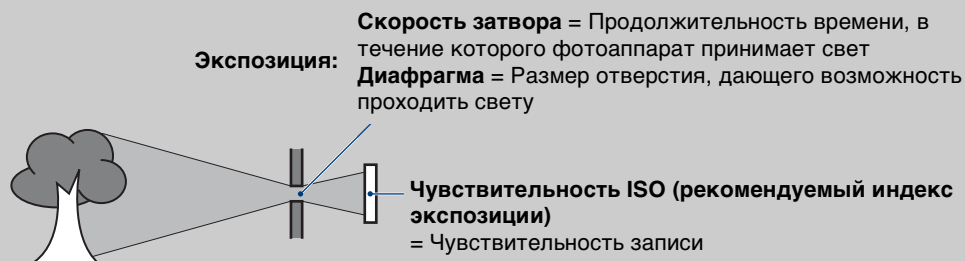 Экспозиция:
Скорость затвора = Продолжительность времени, в
течение которого фотоаппарат принимает свет
Диафрагма = Размер отверстия, дающего возможность
проходить свету
Чувствительность ISO (рекомендуемый индекс
экспозиции)
= Чувствительность записи